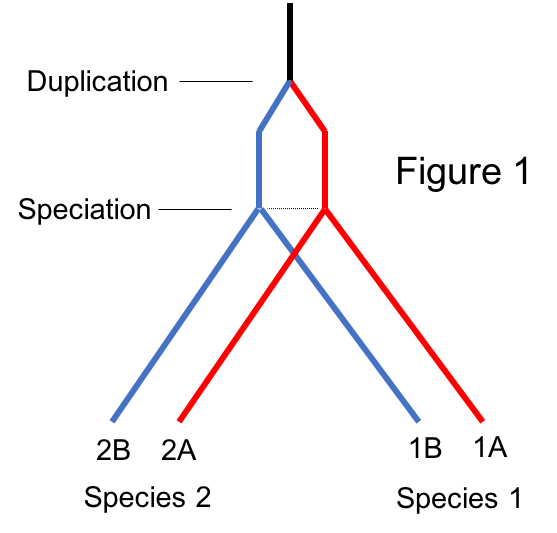 Duplication
Figure 1
Speciation
2B 2A 1B 1A
Species 2 Species 1